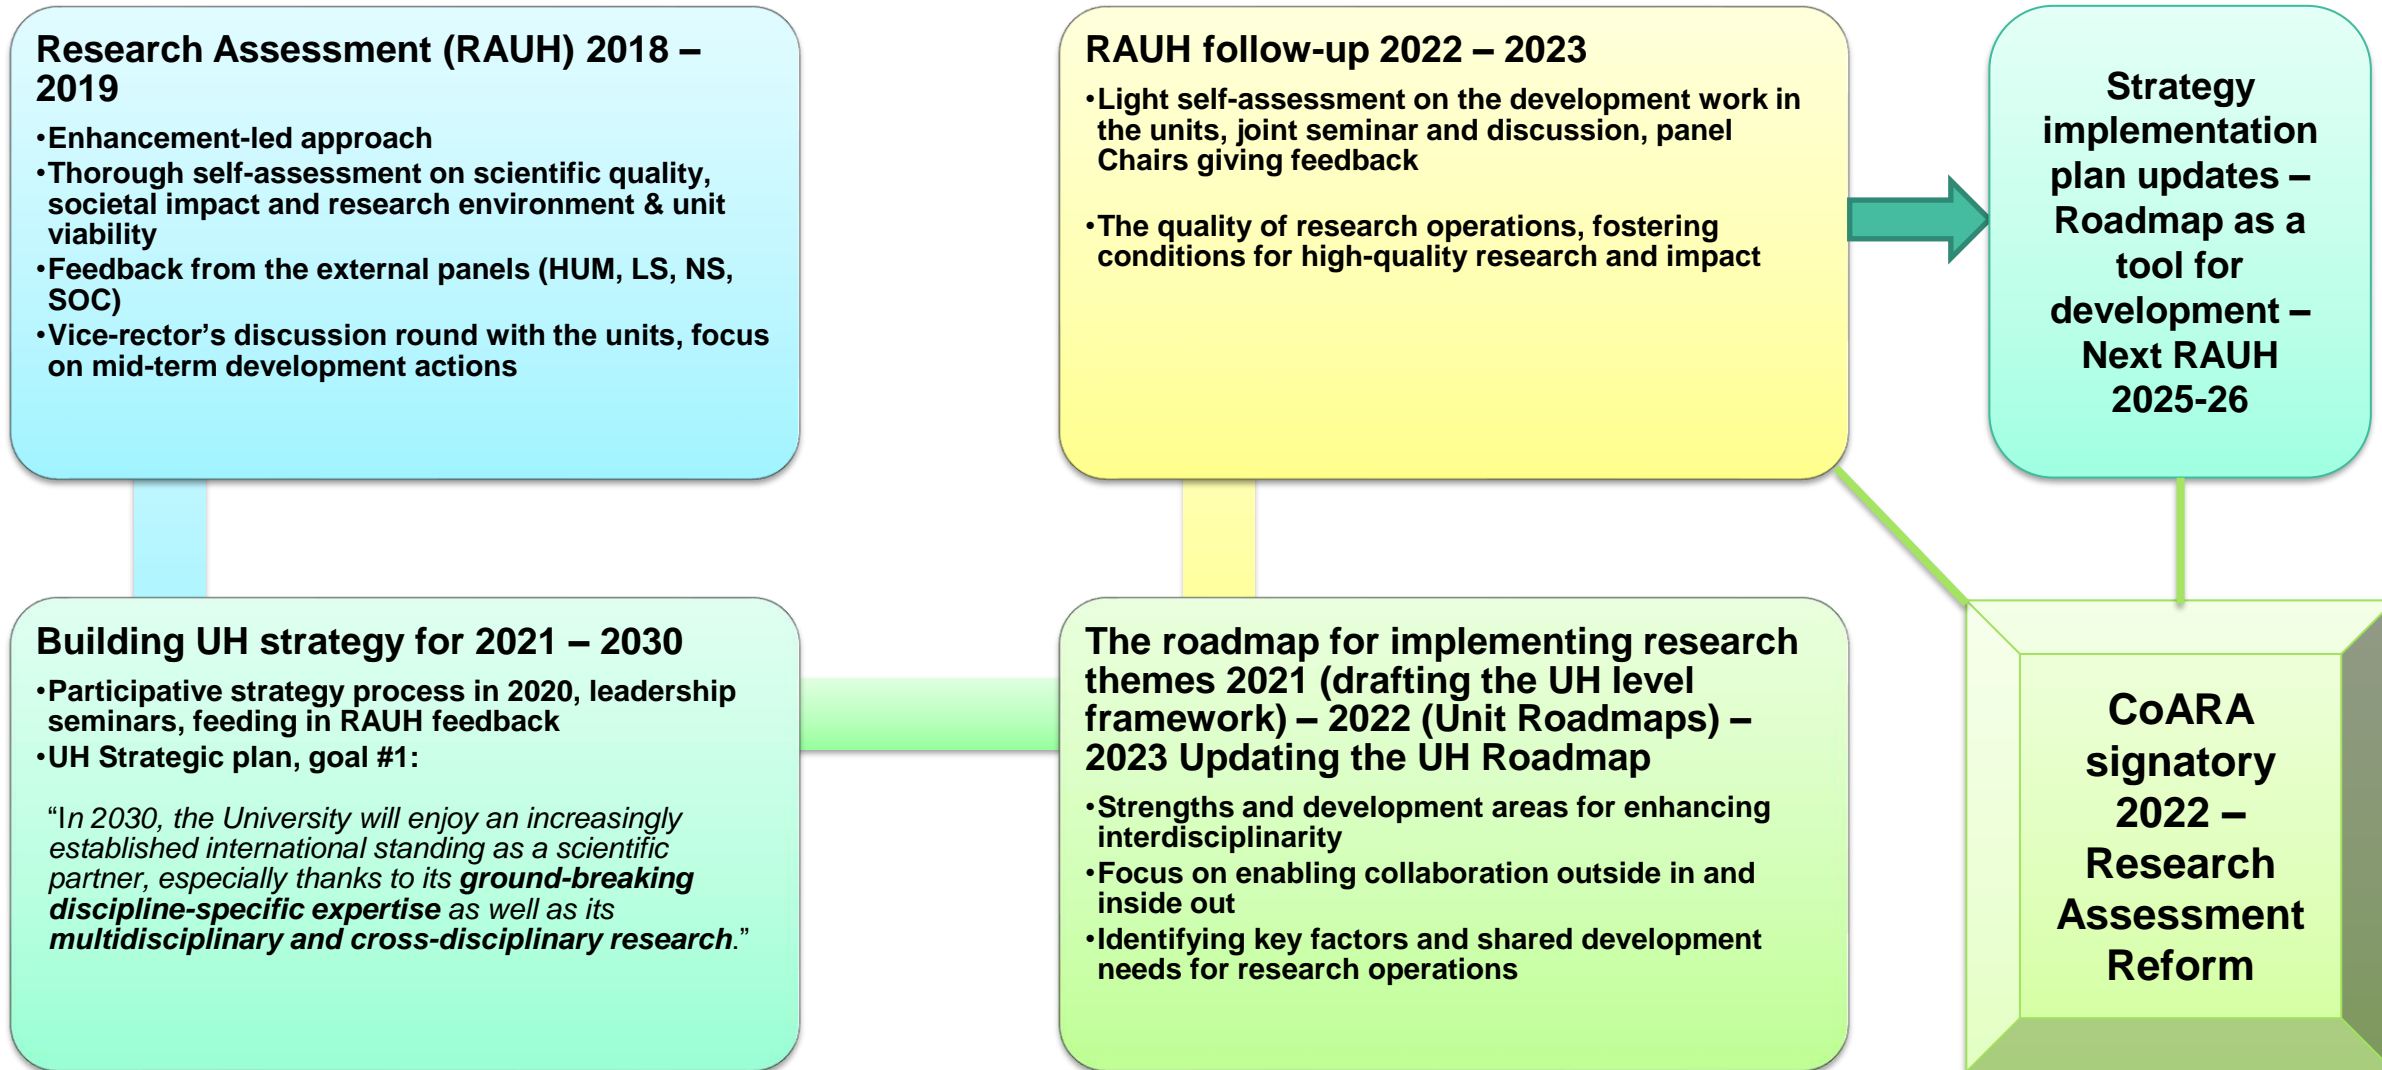 Research Assessment (RAUH) 2018 –
2019
•Enhancement-led approach
•Thorough self-assessment on scientific quality,
societal impact and research environment & unit
viability
•Feedback from the external panels (HUM, LS, NS,
SOC)
•Vice-rector’s discussion round with the units, focus
on mid-term development actions
Building UH strategy for 2021 – 2030
•Participative strategy process in 2020, leadership
seminars, feeding in RAUH feedback
•UH Strategic plan, goal #1:
“In 2030, the University will enjoy an increasingly
established international standing as a scientific
partner, especially thanks to its ground-breaking
discipline-specific expertise as well as its
multidisciplinary and cross-disciplinary research.”
The roadmap for implementing research
themes 2021 (drafting the UH level
framework) – 2022 (Unit Roadmaps) –
2023 Updating the UH Roadmap
•Strengths and development areas for enhancing
interdisciplinarity
•Focus on enabling collaboration outside in and
inside out
•Identifying key factors and shared development
needs for research operations
RAUH follow-up 2022 – 2023
•Light self-assessment on the development work in
the units, joint seminar and discussion, panel
Chairs giving feedback
•The quality of research operations, fostering
conditions for high-quality research and impact
Strategy
implementation
plan updates –
Roadmap as a
tool for
development –
Next RAUH
2025-26
CoARA
signatory
2022 –
Research
Assessment
Reform